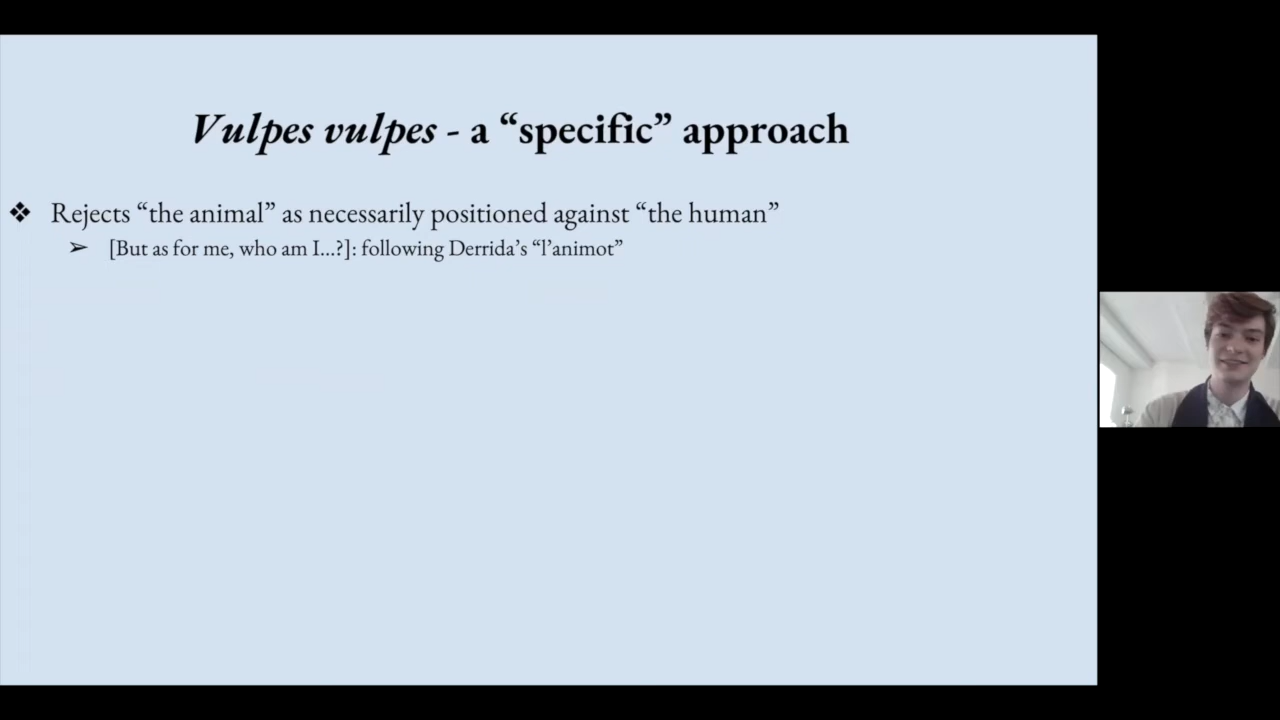 Vulpes vulpes - a “specific” approach
❖ Rejects “the animal” as necessarily positioned against “the human”
➢ [But as for me, who am I...?]: following Derrida’s “l’animot”